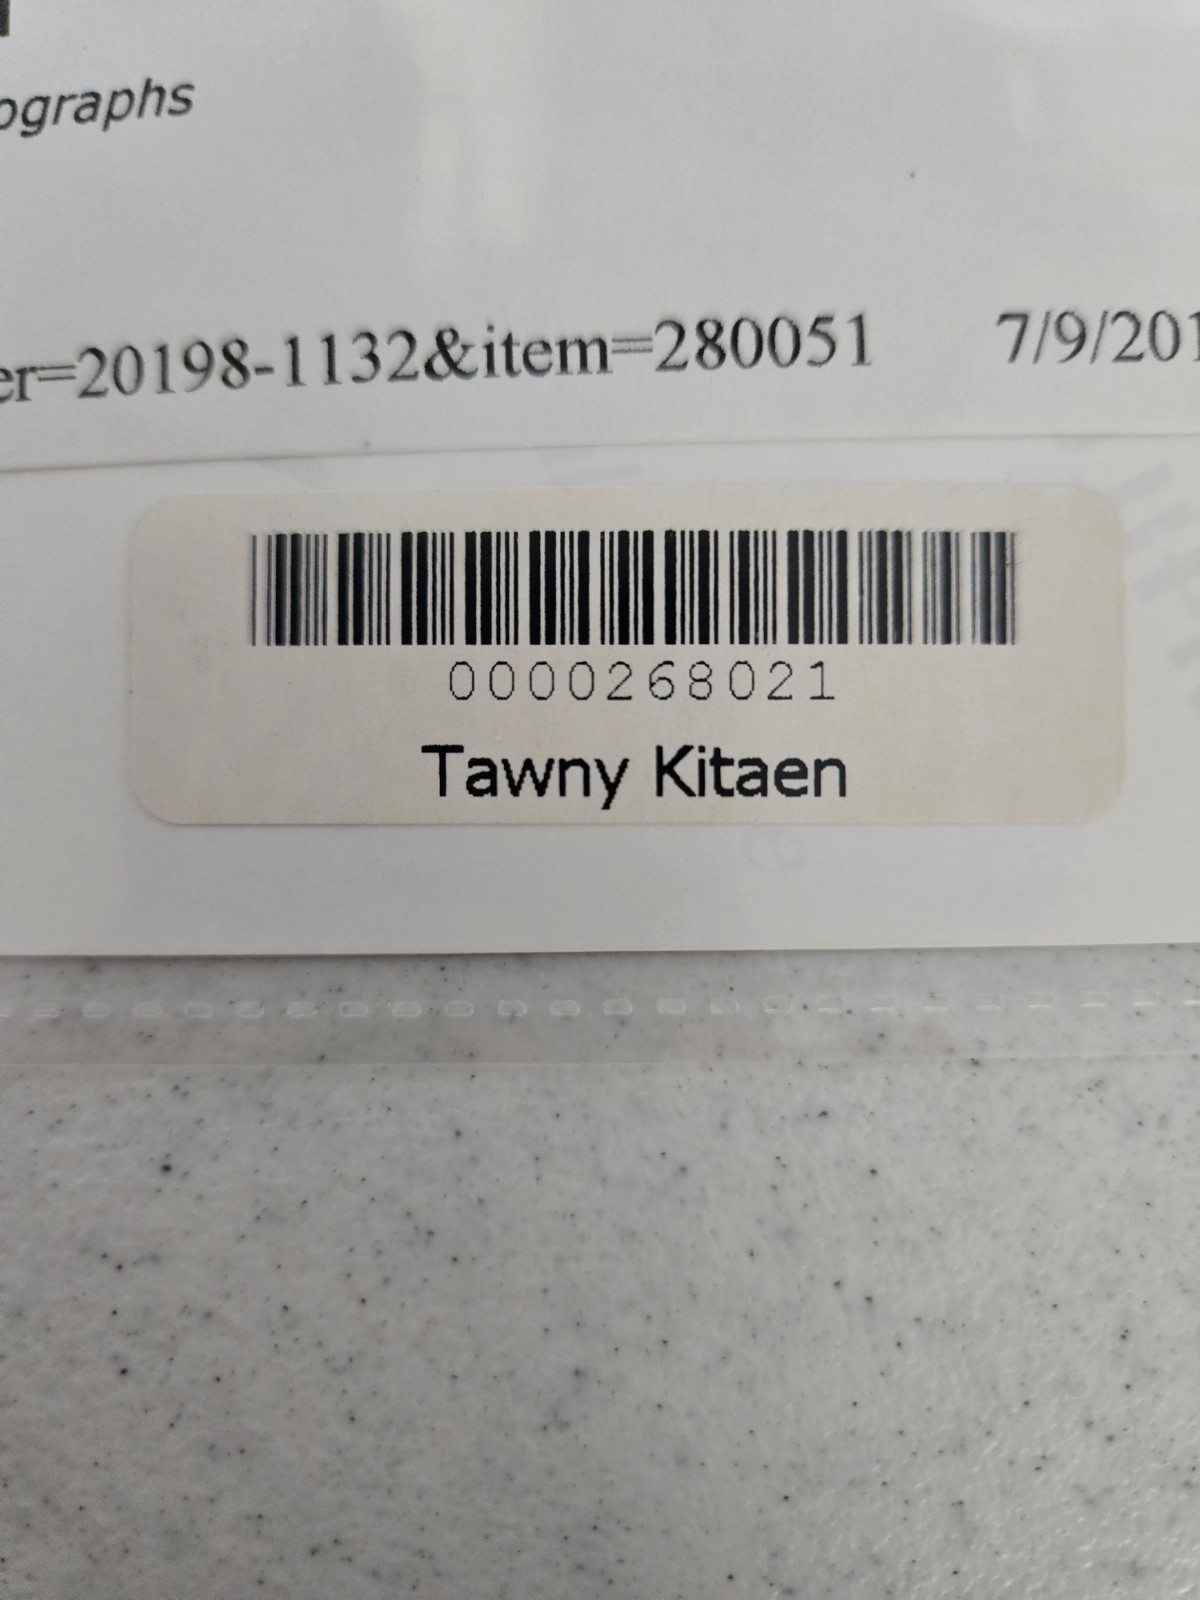 ographs
er=20198-1132&item=280051 7/9/201
0000268021
Tawny Kitaen